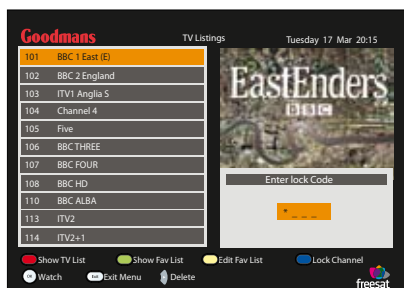 Goodmans TV Listings Tuesday 17 Mar 20:15
101 BBC 1 East (E)
102 BBC 2 England
103 ITV1 Anglia S
104 Channel 4
105 Five
106 BBC THREE
107 BBC FOUR
108 BBC HD
110 BBC ALBA
113 ITV2
114 ITV2+1
EastEnders
BBC
Enter lock Code
* _ _ _
Show TV List Show Fav List Edit Fav List Lock Channel
OK Watch Exit Exit Menu Delete
freesat